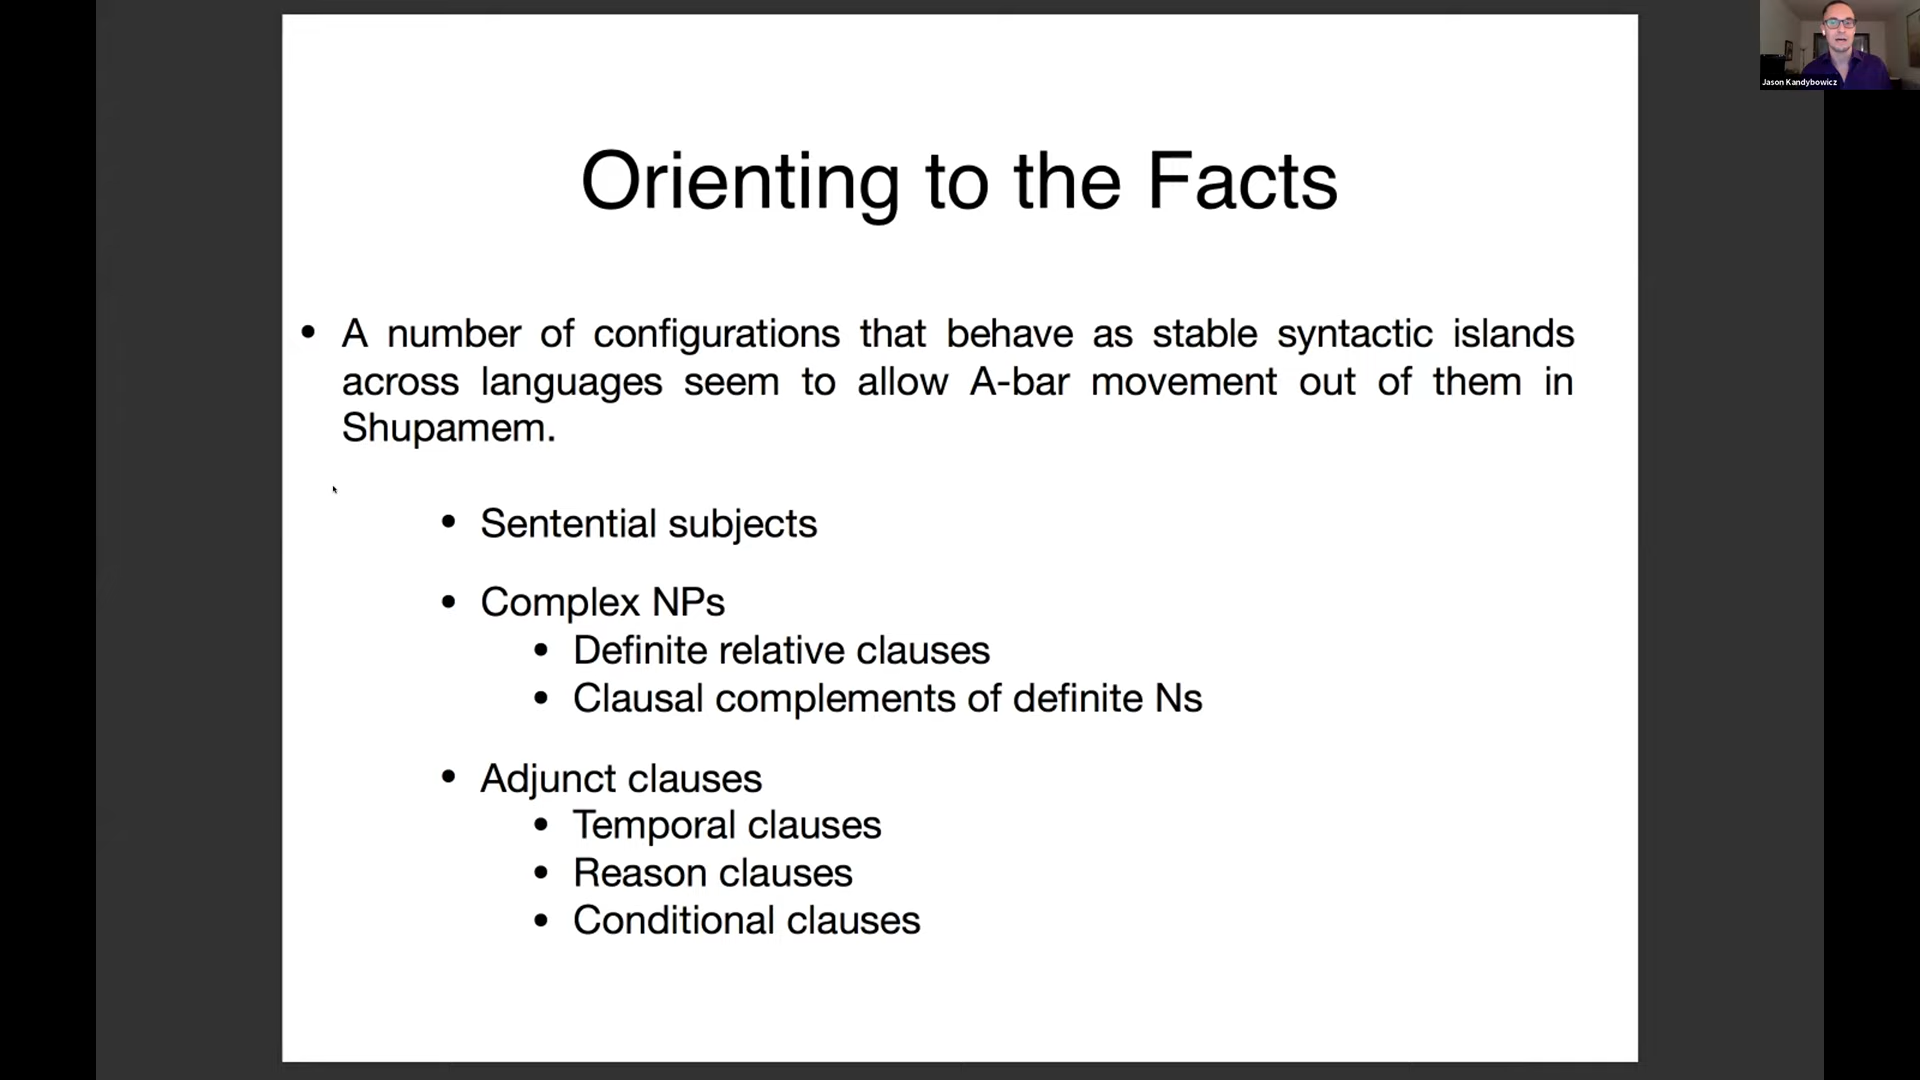 Jason Kandybowicz
Orienting to the Facts
• A number of configurations that behave as stable syntactic islands
across languages seem to allow A-bar movement out of them in
Shupamem.
• Sentential subjects
• Complex NPs
• Definite relative clauses
• Clausal complements of definite Ns
• Adjunct clauses
• Temporal clauses
• Reason clauses
• Conditional clauses